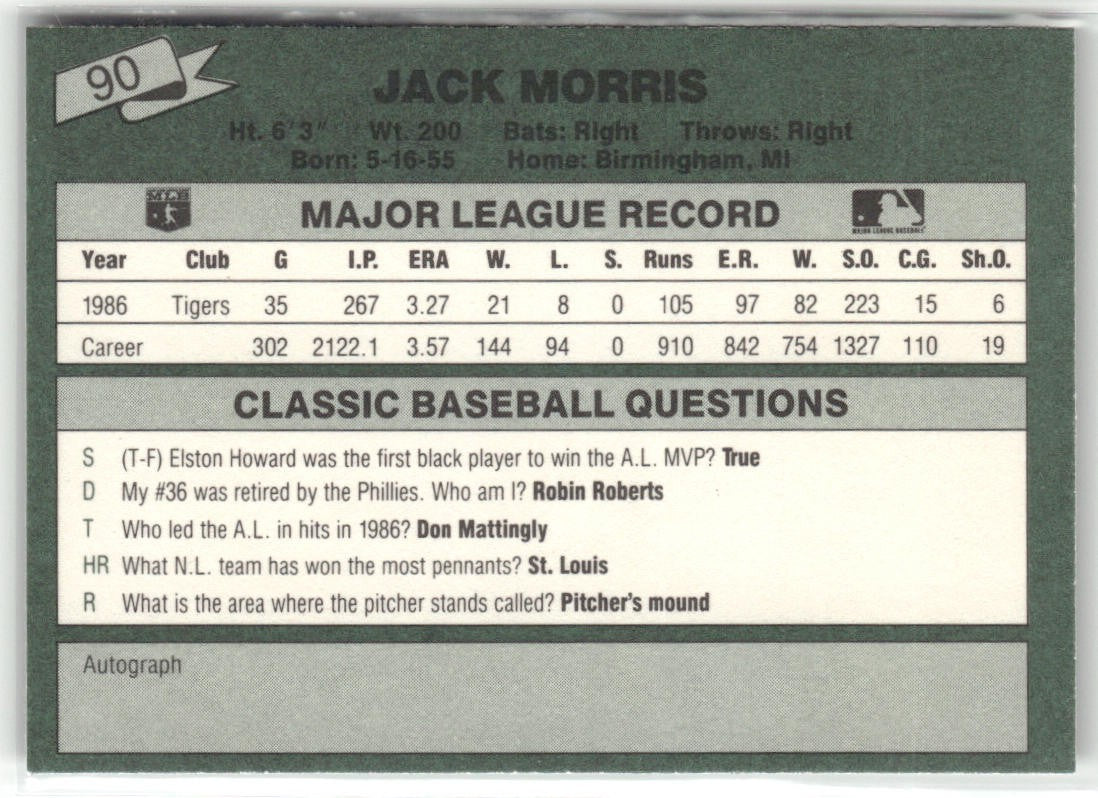 90
JACK MORRIS
Ht. 6'3" Wt. 200 Bats: Right Throws: Right
Born: 5-16-55 Home: Birmingham, MI
MLB MAJOR LEAGUE RECORD MAJOR LEAGUE BASEBALL
Year Club G I.P. ERA W. L. S. Runs E.R. W. S.O. C.G. Sh.O.
1986 Tigers 35 267 3.27 21 8 0 105 97 82 223 15 6
Career 302 2122.1 3.57 144 94 0 910 842 754 1327 110 19
CLASSIC BASEBALL QUESTIONS
S (T-F) Elston Howard was the first black player to win the A.L. MVP? True
D My #36 was retired by the Phillies. Who am I? Robin Roberts
T Who led the A.L. in hits in 1986? Don Mattingly
HR What N.L. team has won the most pennants? St. Louis
R What is the area where the pitcher stands called? Pitcher's mound
Autograph